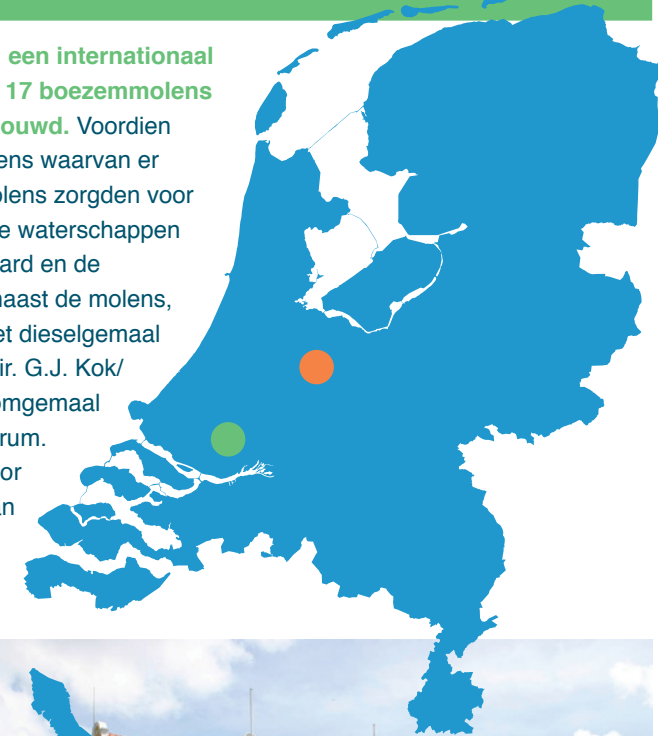 een internationaal
17 boezemmolens
ouwd. Voordien
ens waarvan er
olens zorgden voor
e waterschappen
ard en de
naast de molens,
et dieselgemaal
ir. G.J. Kok/
omgemaal
rum.
or
an